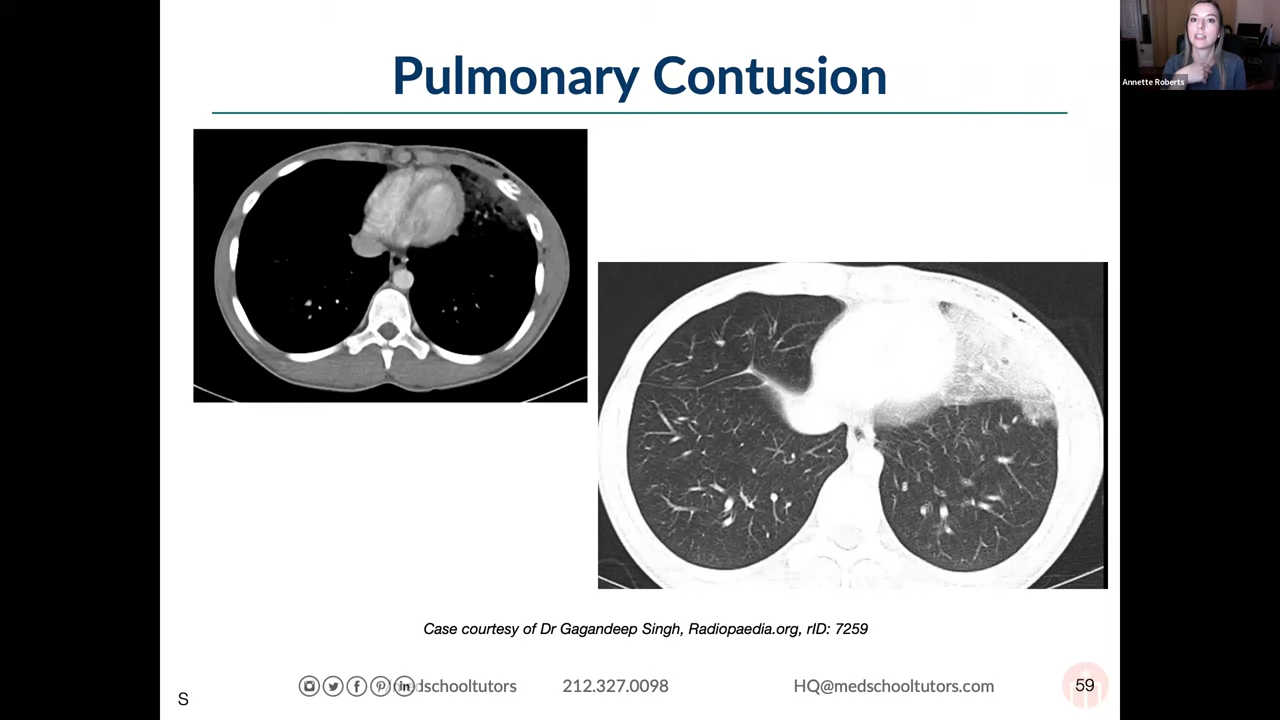 Pulmonary Contusion
Annette Roberts
Case courtesy of Dr Gagandeep Singh, Radiopaedia.org, rID: 7259
S
dschooltutors
212.327.0098
HQ@medschooltutors.com
59